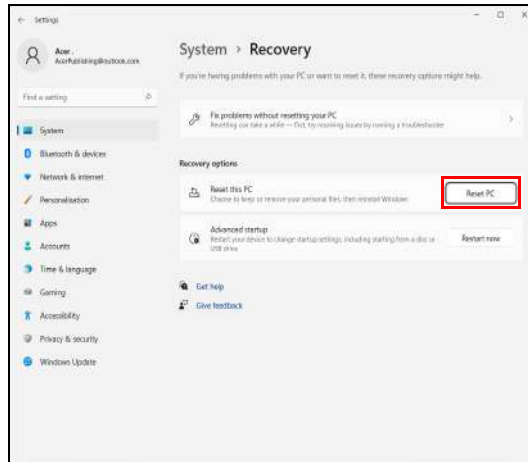 Settings
Acer .
AcerPublishing@outlook.com
Find a setting
System
Bluetooth & devices
Network & internet
Personalisation
Apps
Accounts
Time & language
Gaming
Accessibility
Privacy & security
Windows Update
System > Recovery
If you're having problems with your PC or want to reset it, these recovery options might help.
Fix problems without resetting your PC
Resetting can take a while — first, try resolving issues by running a troubleshooter
Recovery options
Reset this PC
Choose to keep or remove your personal files, then reinstall Windows
Reset PC
Advanced startup
Restart your device to change startup settings, including starting from a disc or
USB drive
Restart now
Get help
Give feedback